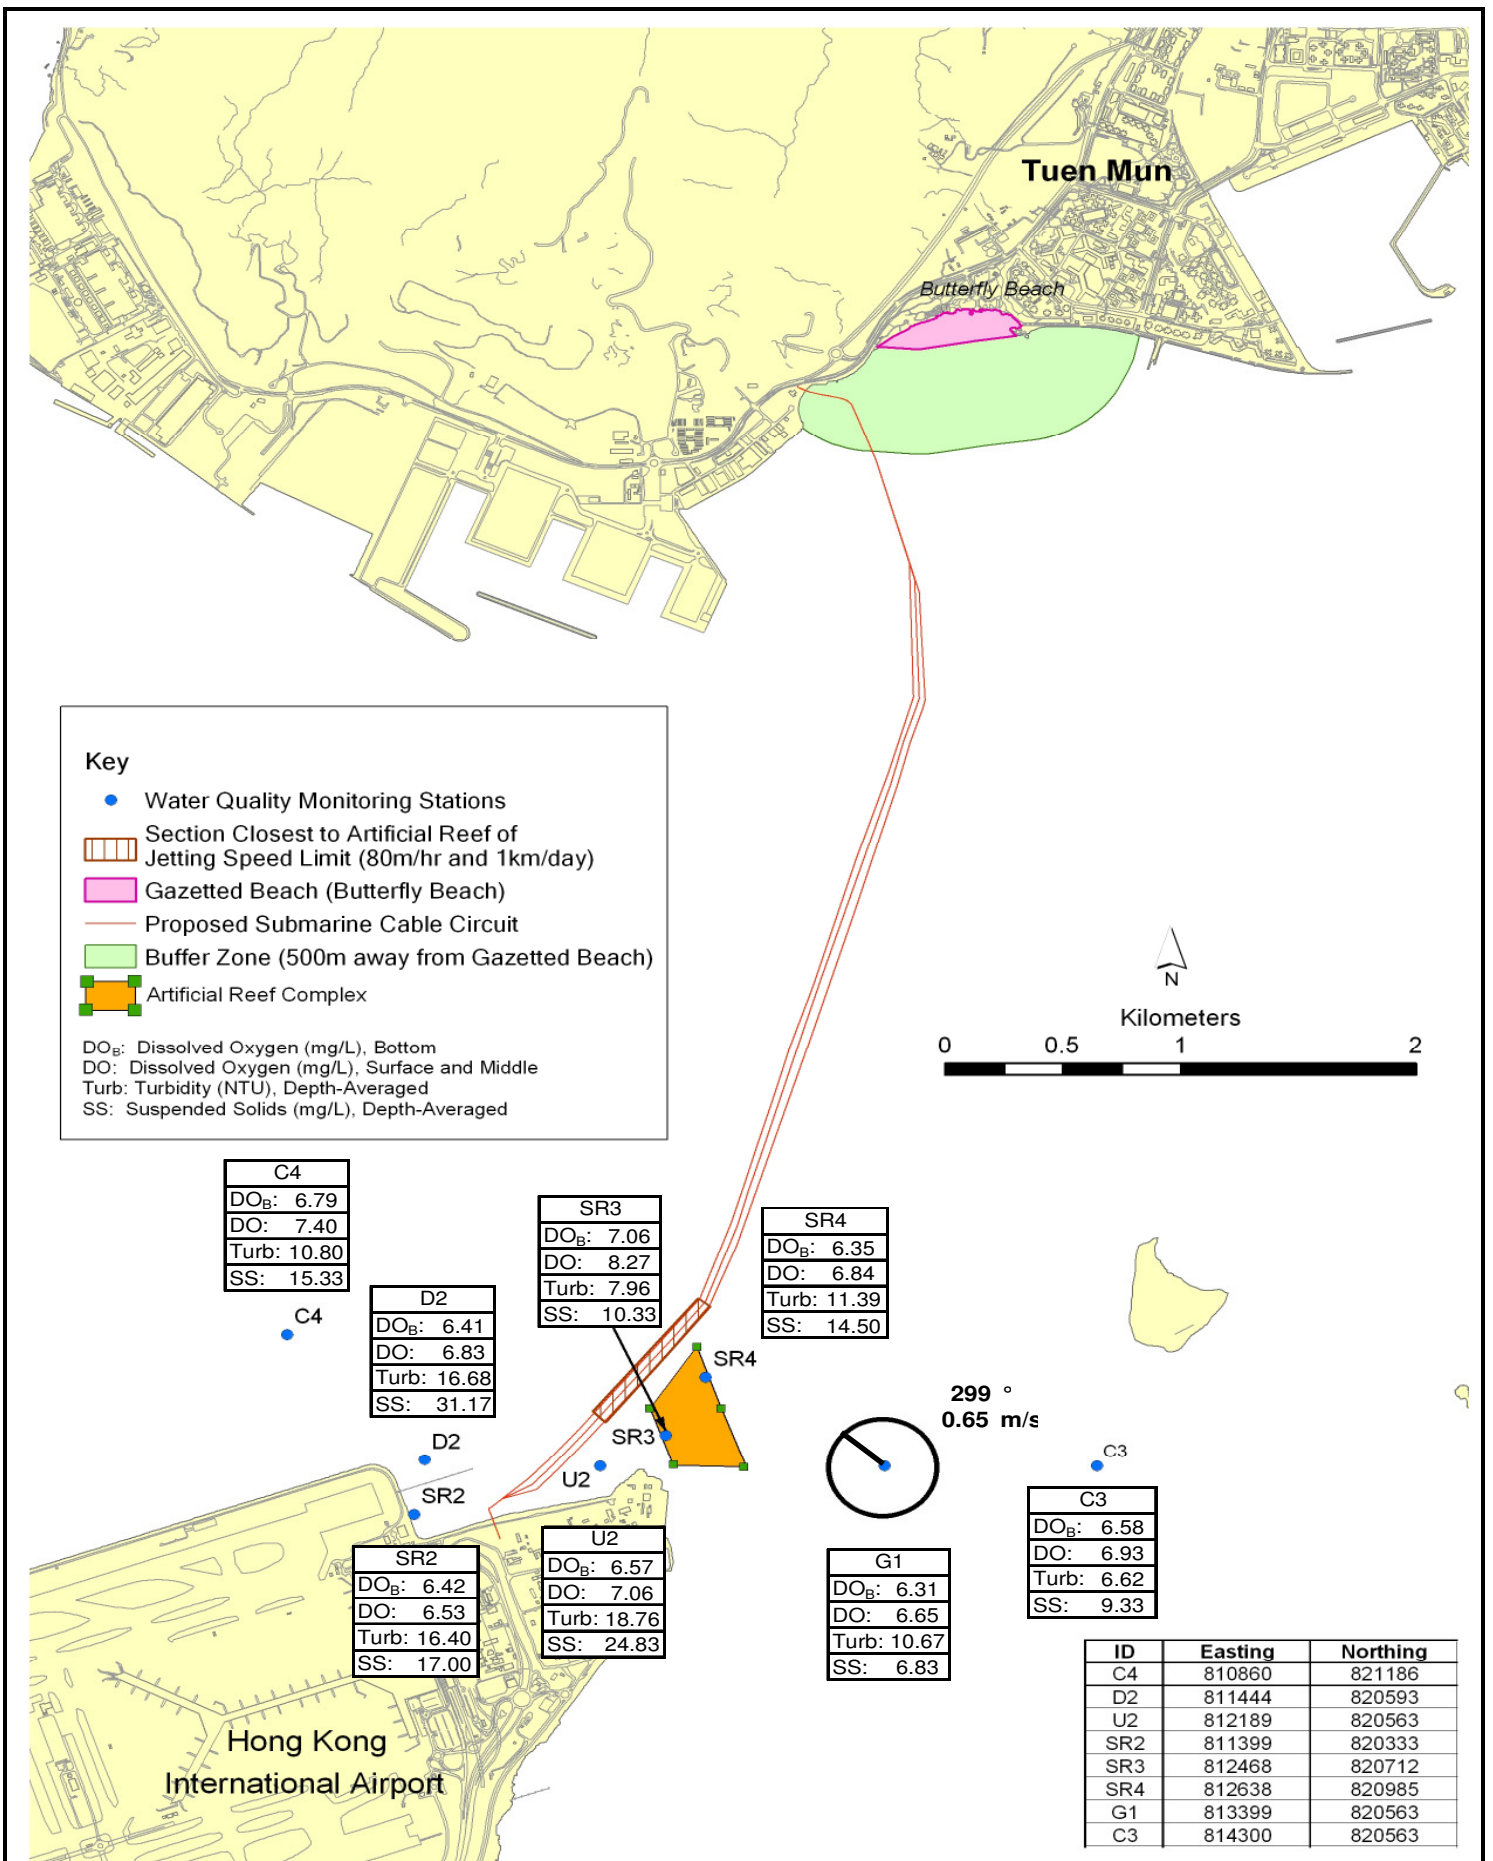 Tuen Mun
Butterfly Beach
Key
Water Quality Monitoring Stations
Section Closest to Artificial Reef of
Jetting Speed Limit (80m/hr and 1km/day)
Gazetted Beach (Butterfly Beach)
Proposed Submarine Cable Circuit
Buffer Zone (500m away from Gazetted Beach)
Artificial Reef Complex
DOB: Dissolved Oxygen (mg/L), Bottom
DO: Dissolved Oxygen (mg/L), Surface and Middle
Turb: Turbidity (NTU), Depth-Averaged
SS: Suspended Solids (mg/L), Depth-Averaged
N
Kilometers
0 0.5 1 2
C4
DOB: 6.79
DO: 7.40
Turb: 10.80
SS: 15.33
C4
D2
DOB: 6.41
DO: 6.83
Turb: 16.68
SS: 31.17
D2
SR3
DOB: 7.06
DO: 8.27
Turb: 7.96
SS: 10.33
SR3
SR4
DOB: 6.35
DO: 6.84
Turb: 11.39
SS: 14.50
SR4
299 °
0.65 m/s
C3
U2
SR2
SR2
DOB: 6.42
DO: 6.53
Turb: 16.40
SS: 17.00
U2
DOB: 6.57
DO: 7.06
Turb: 18.76
SS: 24.83
G1
DOB: 6.31
DO: 6.65
Turb: 10.67
SS: 6.83
C3
DOB: 6.58
DO: 6.93
Turb: 6.62
SS: 9.33
Hong Kong
International Airport
ID Easting Northing
C4 810860 821186
D2 811444 820593
U2 812189 820563
SR2 811399 820333
SR3 812468 820712
SR4 812638 820985
G1 813399 820563
C3 814300 820563